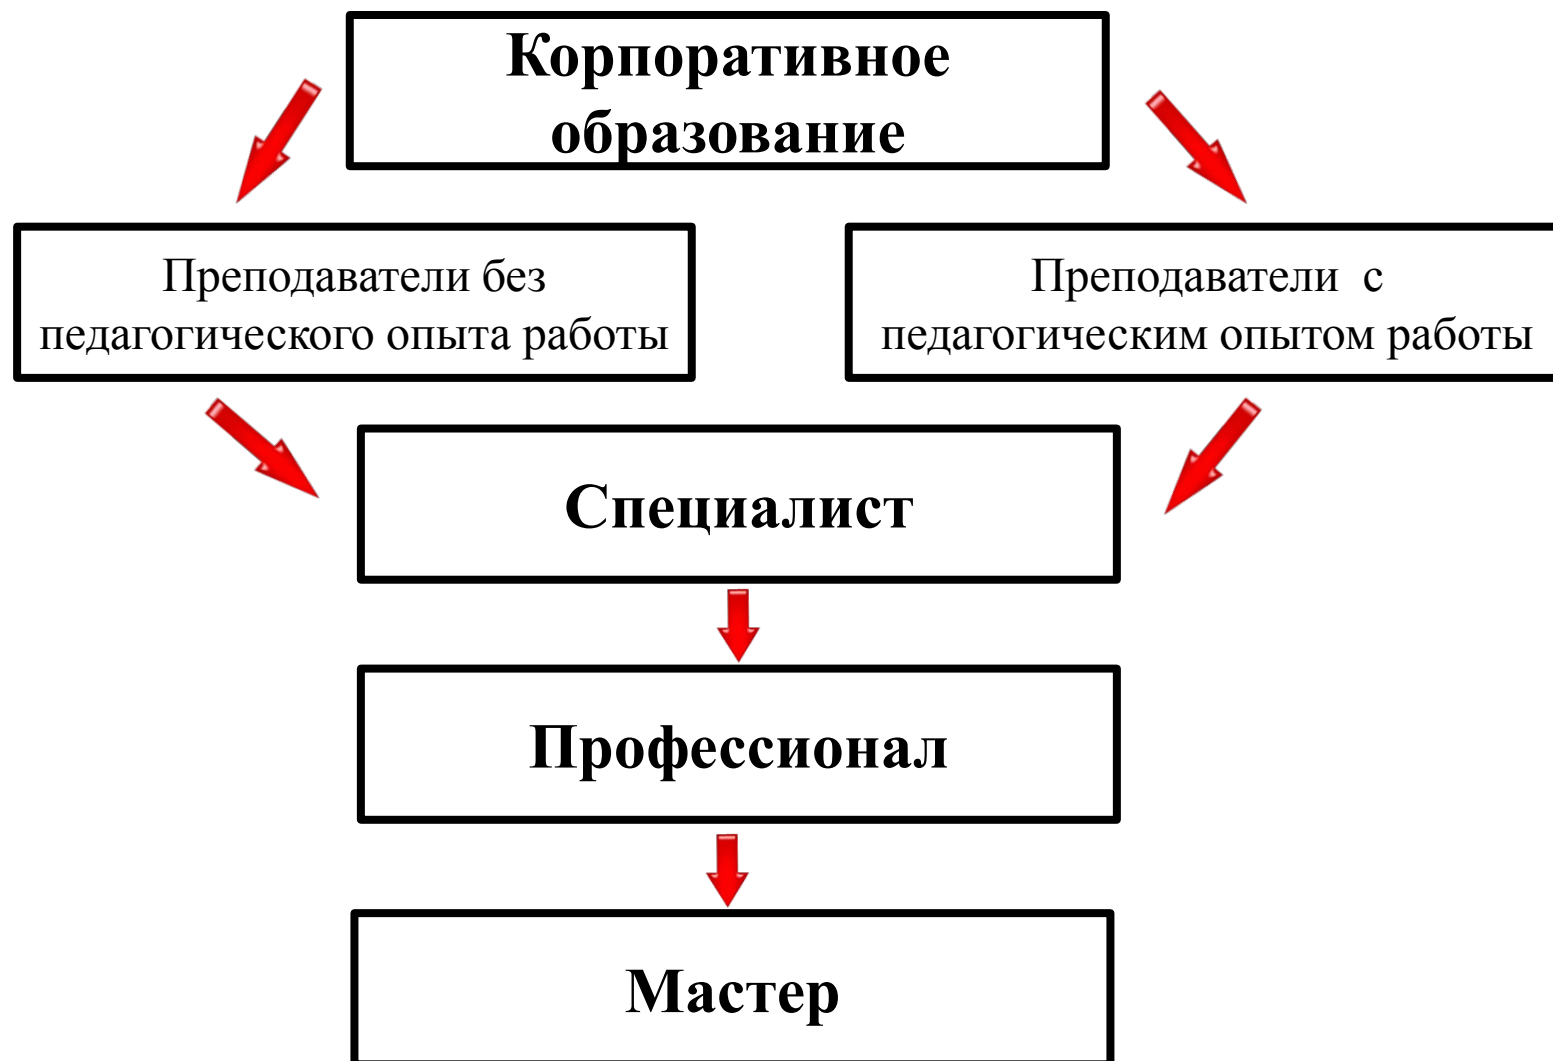 Корпоративное
образование
Преподаватели без
педагогического опыта работы
Преподаватели с
педагогическим опытом работы
Специалист
Профессионал
Мастер